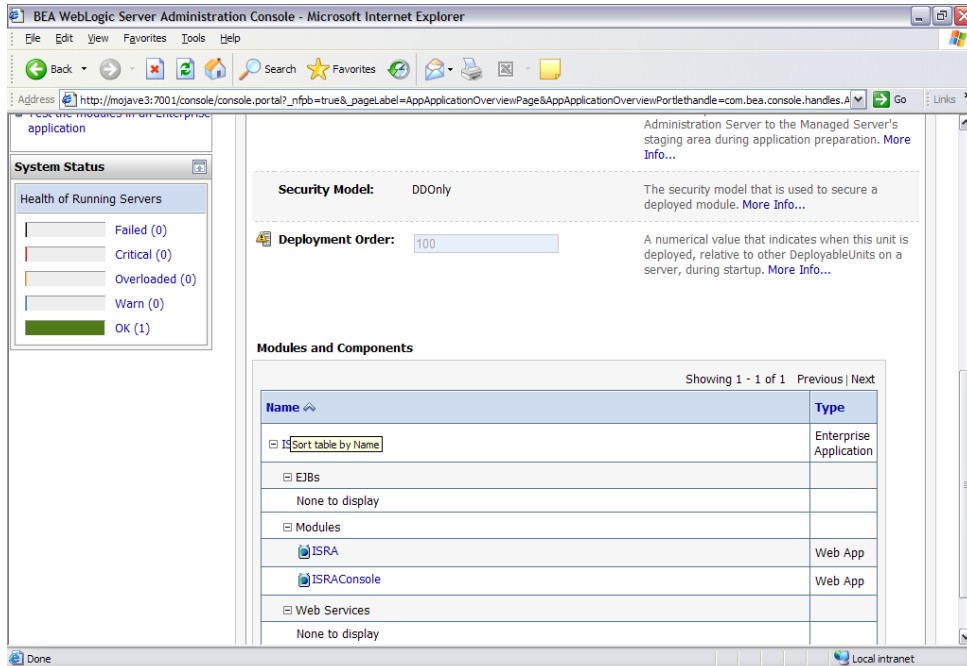 BEA WebLogic Server Administration Console - Microsoft Internet Explorer
File Edit View Favorites Tools Help
Back Search Favorites
Address http://mojave3:7001/console/console.portal?_nfpb=true&_pageLabel=AppApplicationOverviewPage&AppApplicationOverviewPortlethandle=com.bea.console.handles.A Go Links
application
System Status
Health of Running Servers
Failed (0)
Critical (0)
Overloaded (0)
Warn (0)
OK (1)
Administration Server to the Managed Server's
staging area during application preparation. More
Info...
Security Model: DDOnly The security model that is used to secure a
deployed module. More Info...
Deployment Order: 100 A numerical value that indicates when this unit is
deployed, relative to other DeployableUnits on a
server, during startup. More Info...
Modules and Components
Showing 1 - 1 of 1 Previous | Next
Name Type
Sort table by Name
Enterprise
Application
EJBs
None to display
Modules
ISRA Web App
ISRAConsole Web App
Web Services
None to display
Done Local intranet